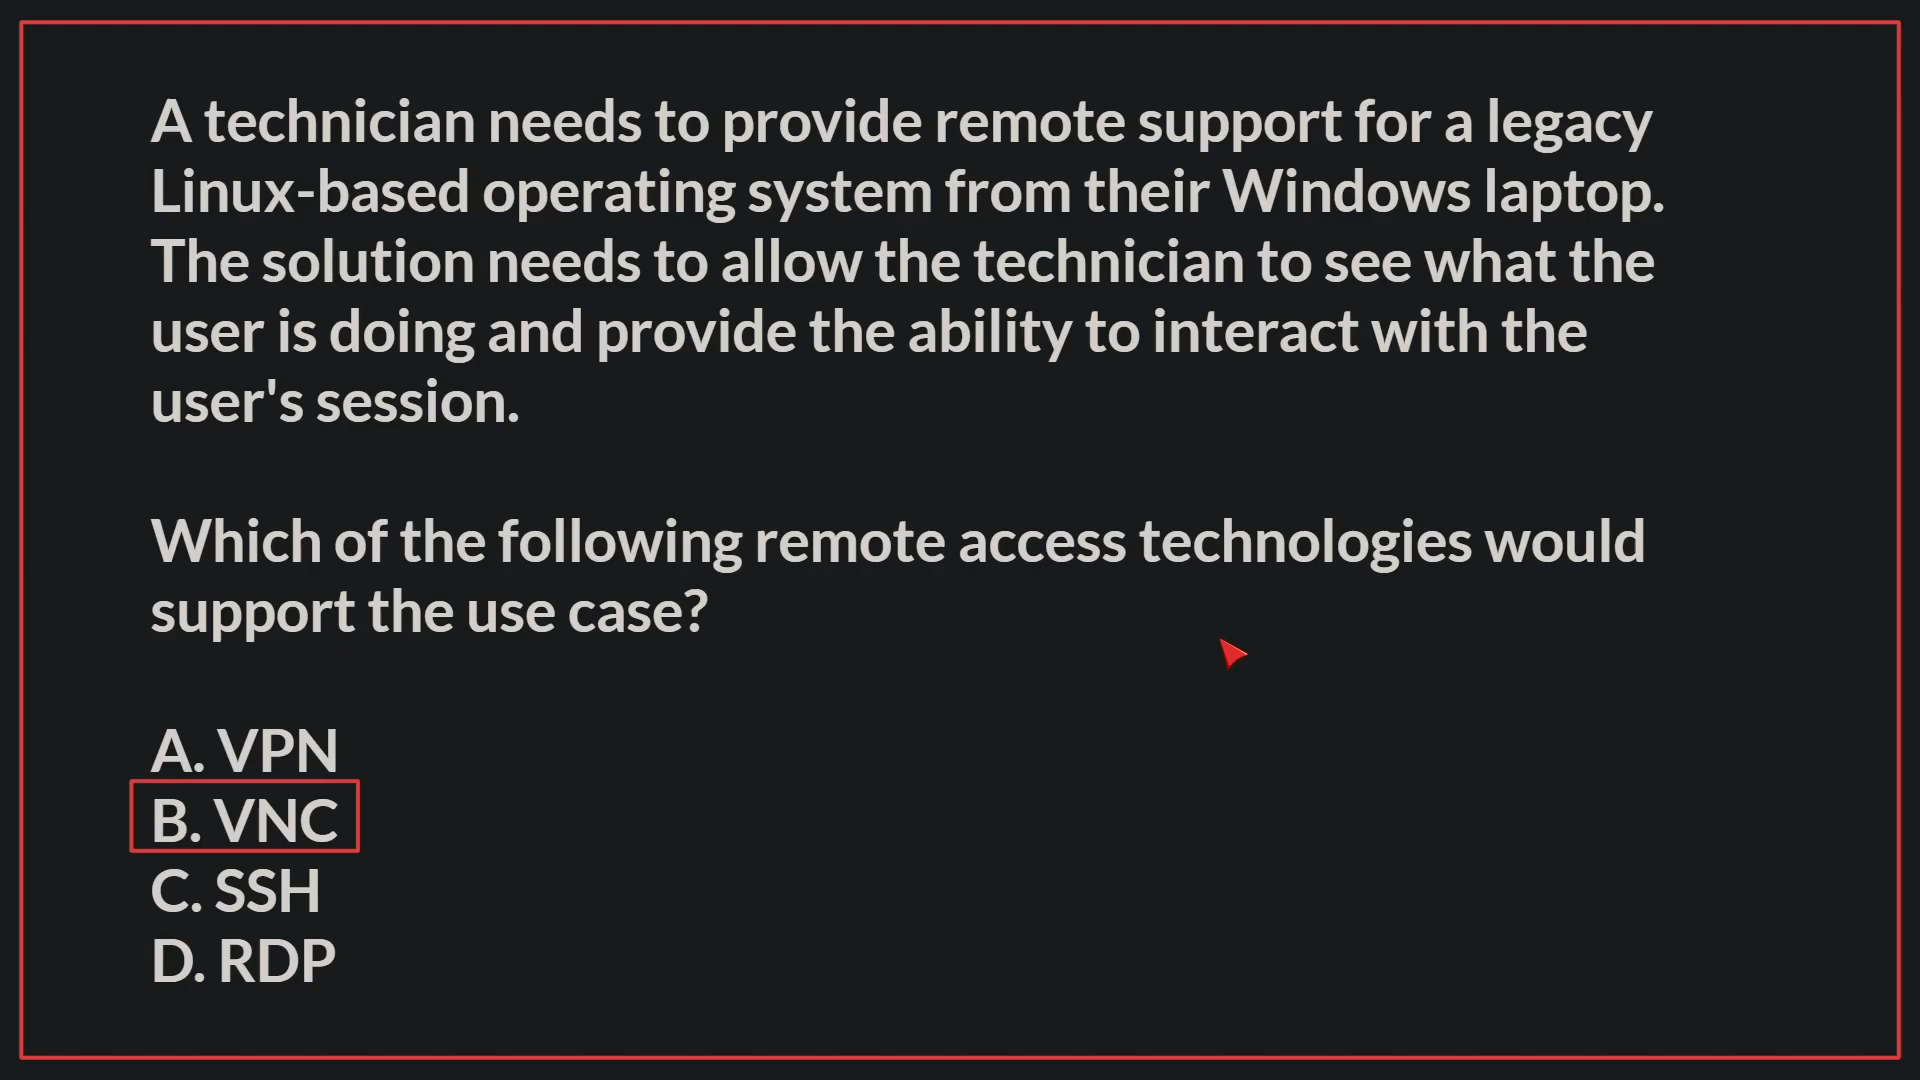 A technician needs to provide remote support for a legacy
Linux-based operating system from their Windows laptop.
The solution needs to allow the technician to see what the
user is doing and provide the ability to interact with the
user's session.
Which of the following remote access technologies would
support the use case?
A. VPN
B. VNC
C. SSH
D. RDP